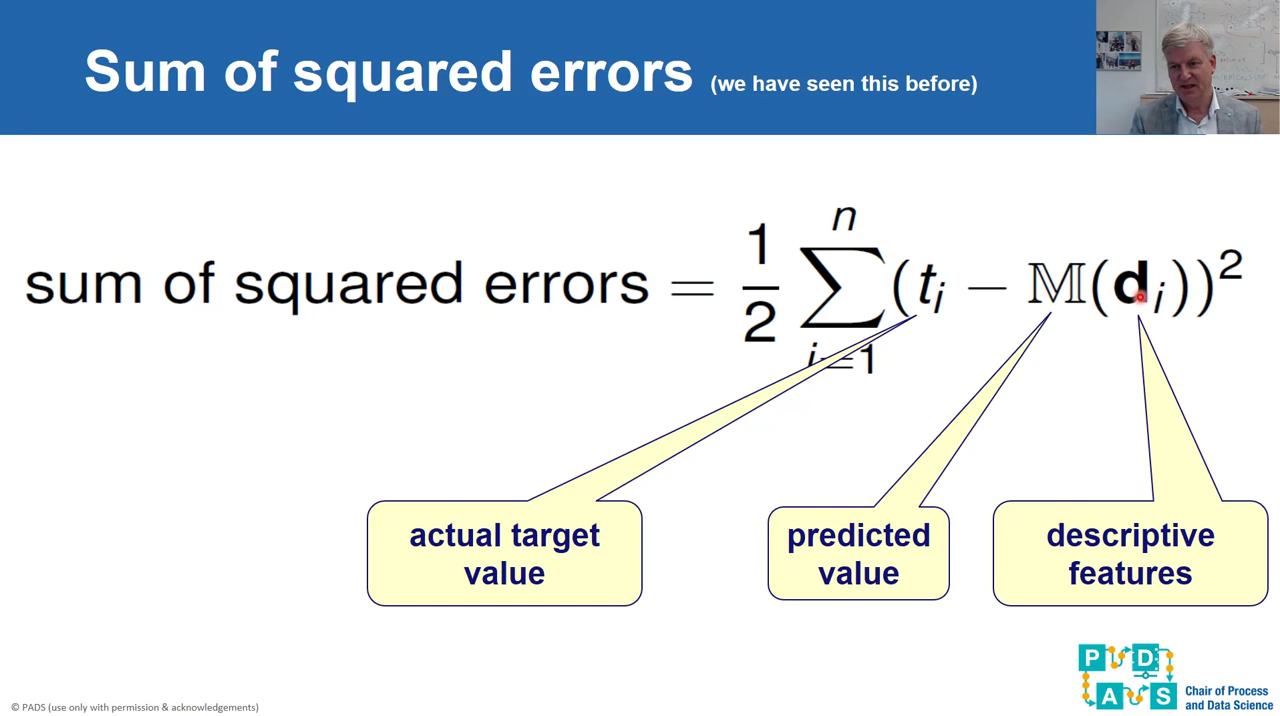 Sum of squared errors (we have seen this before)
sum of squared errors = 1/2 ∑_{i=1}^{n} (t_i − 𝕄(𝐝_i))²
actual target
value
predicted
value
descriptive
features
P D
A S
Chair of Process
and Data Science
© PADS (use only with permission & acknowledgements)